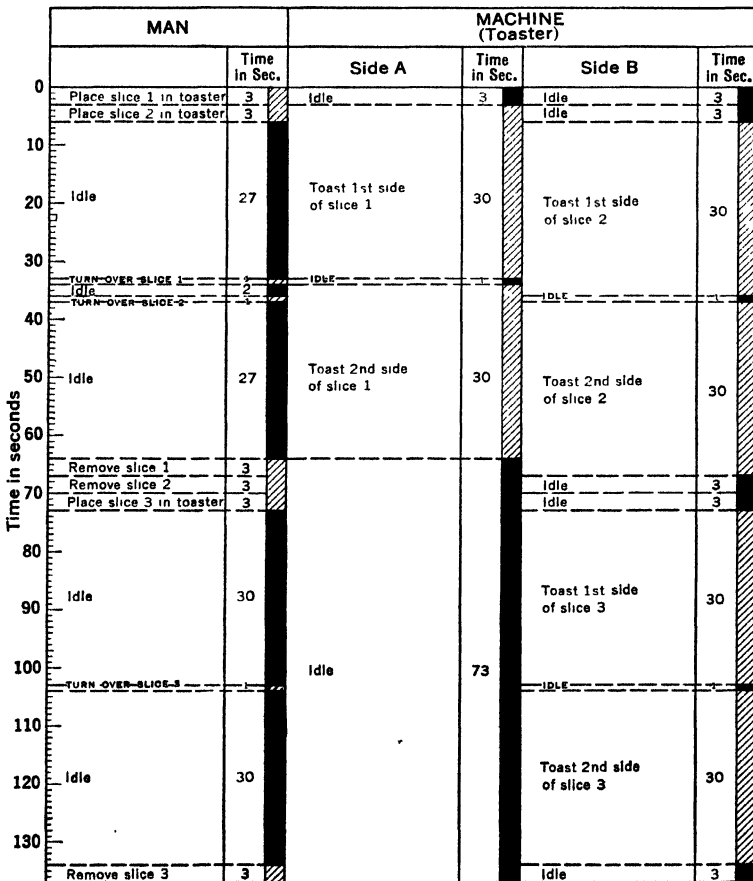 MAN
MACHINE
(Toaster)
Time
in Sec.
Side A
Time
in Sec.
Side B
Time
in Sec.
0
Place slice 1 in toaster 3 Idle 3 Idle 3
Place slice 2 in toaster 3 Idle 3
10
20
Idle 27
Toast 1st side
of slice 1
30
Toast 1st side
of slice 2
30
30
TURN OVER SLICE 1 1 IDLE 1
Idle 2
TURN OVER SLICE 2 1 IDLE 1
40
50
Idle 27
Toast 2nd side
of slice 1
30
Toast 2nd side
of slice 2
30
60
Remove slice 1 3
Remove slice 2 3 Idle 3
70
Place slice 3 in toaster 3 Idle 3
80
90
Idle 30
Toast 1st side
of slice 3
30
100
Idle 73
TURN OVER SLICE 3 1 IDLE 1
110
120
Idle 30
Toast 2nd side
of slice 3
30
130
Remove slice 3 3 Idle 3
Time in seconds